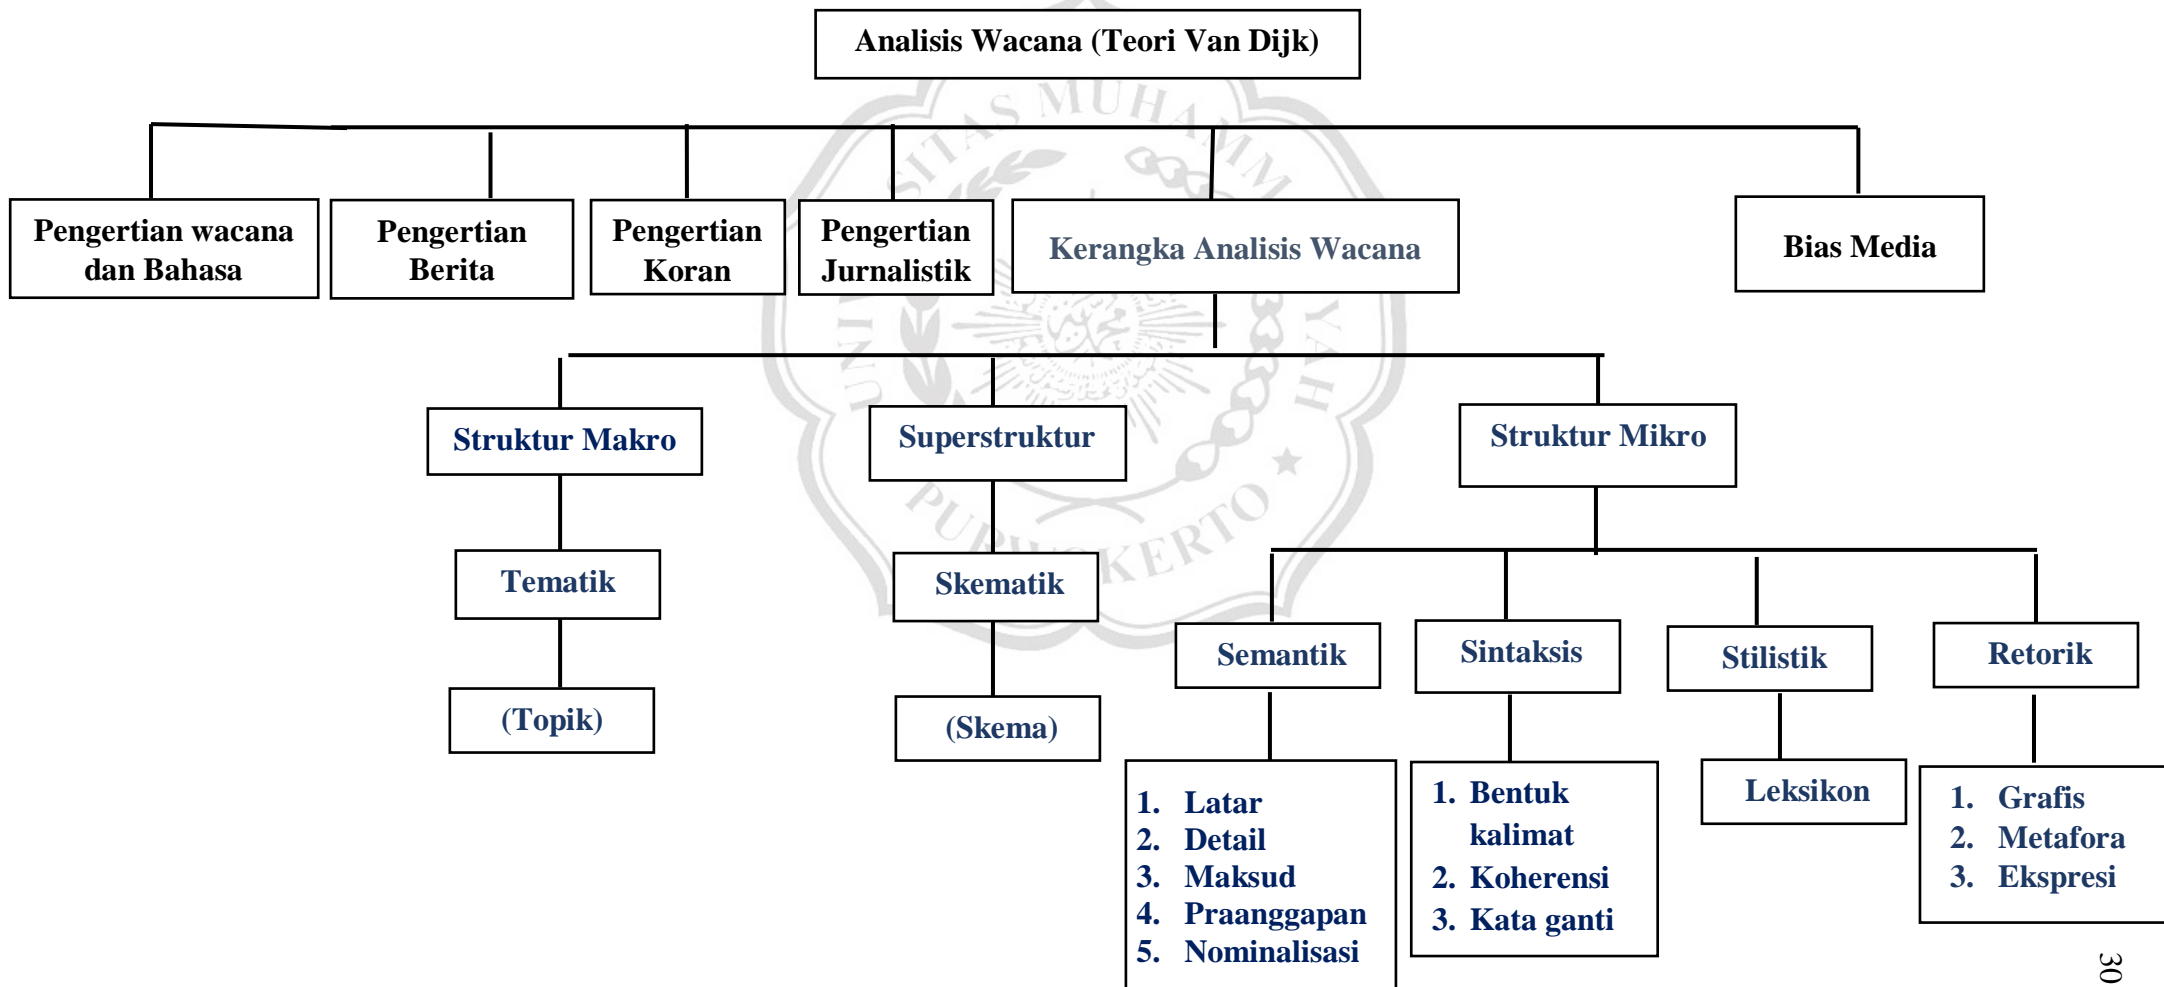 Analisis Wacana (Teori Van Dijk)
Pengertian wacana
dan Bahasa
Pengertian
Berita
Pengertian
Koran
Pengertian
Jurnalistik
Kerangka Analisis Wacana
Bias Media
Struktur Makro
Superstruktur
Struktur Mikro
Tematik
Skematik
Semantik
Sintaksis
Stilistik
Retorik
(Topik)
(Skema)
1. Latar
2. Detail
3. Maksud
4. Praanggapan
5. Nominalisasi
1. Bentuk
kalimat
2. Koherensi
3. Kata ganti
Leksikon
1. Grafis
2. Metafora
3. Ekspresi
30
PURWOKERTO